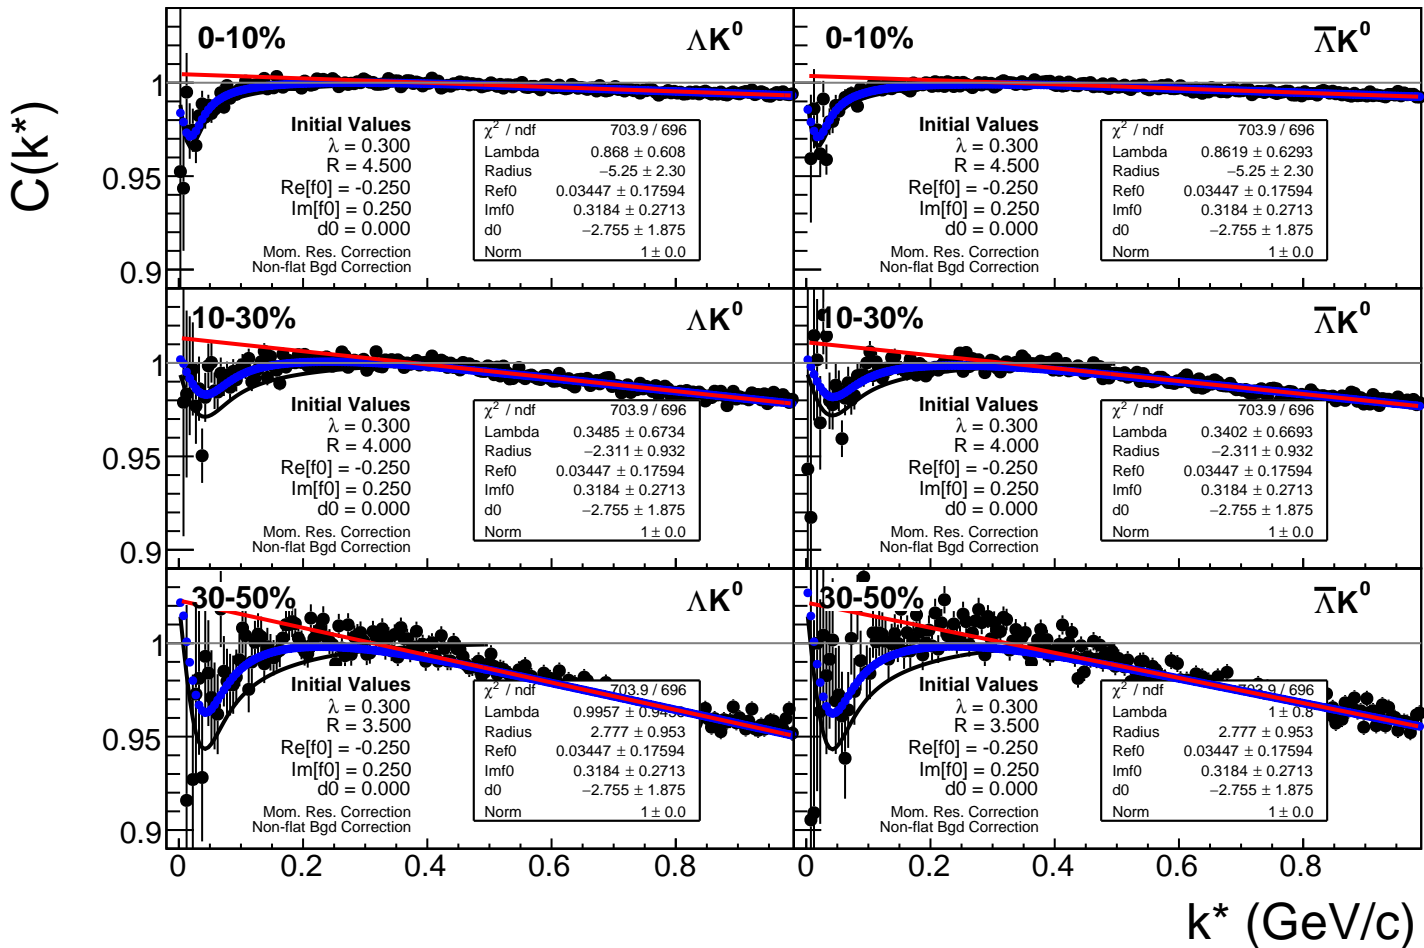 C(k*)
0-10%
ΛK⁰
1
0.95
0.9
Initial Values
λ = 0.300
R = 4.500
Re[f0] = -0.250
Im[f0] = 0.250
d0 = 0.000
Mom. Res. Correction
Non-flat Bgd Correction
χ² / ndf 703.9 / 696
Lambda 0.868 ± 0.608
Radius −5.25 ± 2.30
Ref0 0.03447 ± 0.17594
Imf0 0.3184 ± 0.2713
d0 −2.755 ± 1.875
Norm 1 ± 0.0
0-10%
Λ̅K⁰
Initial Values
λ = 0.300
R = 4.500
Re[f0] = -0.250
Im[f0] = 0.250
d0 = 0.000
Mom. Res. Correction
Non-flat Bgd Correction
χ² / ndf 703.9 / 696
Lambda 0.8619 ± 0.6293
Radius −5.25 ± 2.30
Ref0 0.03447 ± 0.17594
Imf0 0.3184 ± 0.2713
d0 −2.755 ± 1.875
Norm 1 ± 0.0
10-30%
ΛK⁰
1
0.95
0.9
Initial Values
λ = 0.300
R = 4.000
Re[f0] = -0.250
Im[f0] = 0.250
d0 = 0.000
Mom. Res. Correction
Non-flat Bgd Correction
χ² / ndf 703.9 / 696
Lambda 0.3485 ± 0.6734
Radius −2.311 ± 0.932
Ref0 0.03447 ± 0.17594
Imf0 0.3184 ± 0.2713
d0 −2.755 ± 1.875
Norm 1 ± 0.0
10-30%
Λ̅K⁰
Initial Values
λ = 0.300
R = 4.000
Re[f0] = -0.250
Im[f0] = 0.250
d0 = 0.000
Mom. Res. Correction
Non-flat Bgd Correction
χ² / ndf 703.9 / 696
Lambda 0.3402 ± 0.6693
Radius −2.311 ± 0.932
Ref0 0.03447 ± 0.17594
Imf0 0.3184 ± 0.2713
d0 −2.755 ± 1.875
Norm 1 ± 0.0
30-50%
ΛK⁰
1
0.95
0.9
Initial Values
λ = 0.300
R = 3.500
Re[f0] = -0.250
Im[f0] = 0.250
d0 = 0.000
Mom. Res. Correction
Non-flat Bgd Correction
χ² / ndf 703.9 / 696
Lambda 0.9957 ±
Radius 2.777 ± 0.953
Ref0 0.03447 ± 0.17594
Imf0 0.3184 ± 0.2713
d0 −2.755 ± 1.875
Norm 1 ± 0.0
30-50%
Λ̅K⁰
Initial Values
λ = 0.300
R = 3.500
Re[f0] = -0.250
Im[f0] = 0.250
d0 = 0.000
Mom. Res. Correction
Non-flat Bgd Correction
χ² / ndf 703.9 / 696
Lambda 1 ± 0.8
Radius 2.777 ± 0.953
Ref0 0.03447 ± 0.17594
Imf0 0.3184 ± 0.2713
d0 −2.755 ± 1.875
Norm 1 ± 0.0
0 0.2 0.4 0.6 0.8 0 0.2 0.4 0.6 0.8
k* (GeV/c)